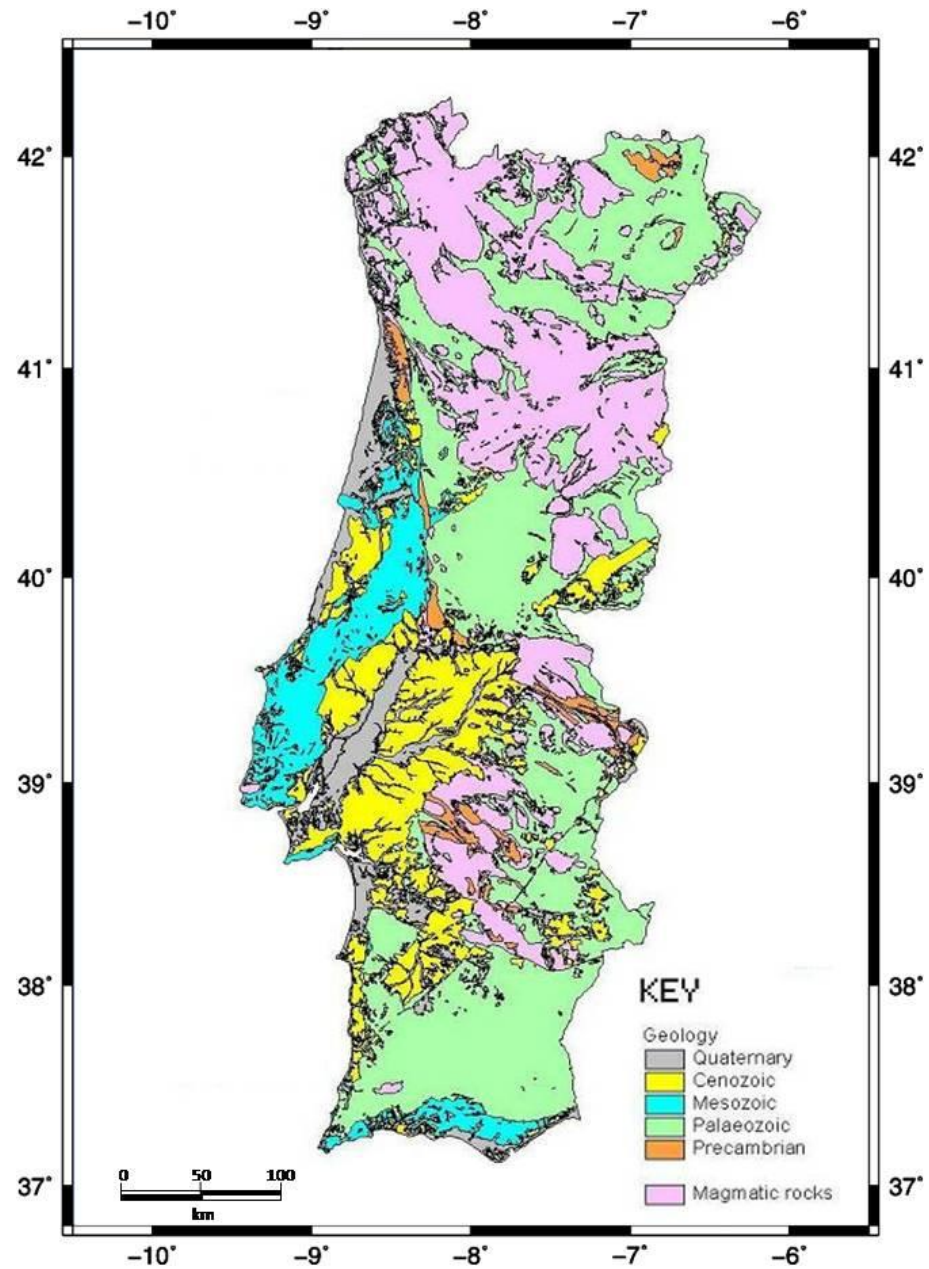 −10° −9° −8° −7° −6°
42° 42°
41° 41°
40° 40°
39° 39°
38° 38°
KEY
Geology
Quaternary
Cenozoic
Mesozoic
Palaeozoic
Precambrian
Magmatic rocks
0 50 100
km
37° 37°
−10° −9° −8° −7° −6°